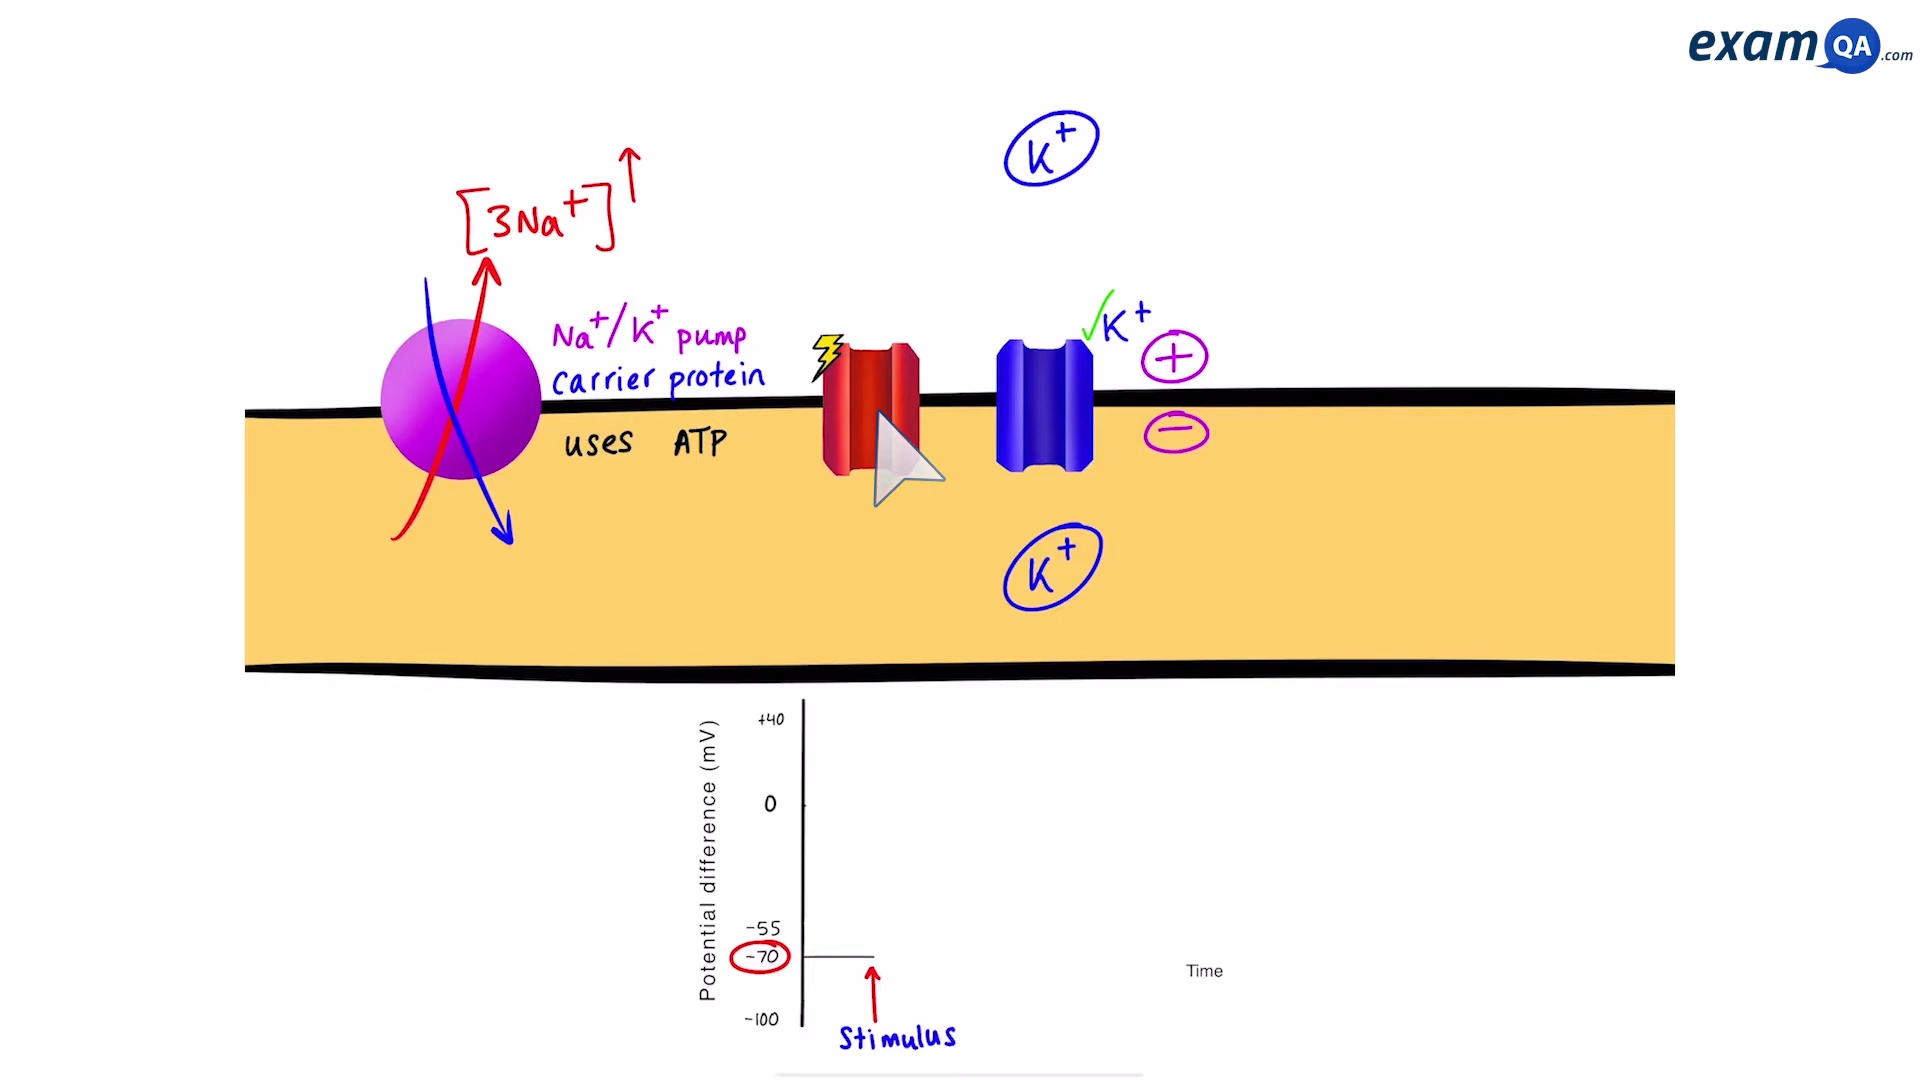 examQA.com
K+
[3Na+]↑
Na+/K+ pump
carrier protein
✓K+
+
uses ATP
−
K+
Potential difference (mV)
+40
0
-55
-70
-100
Time
Stimulus